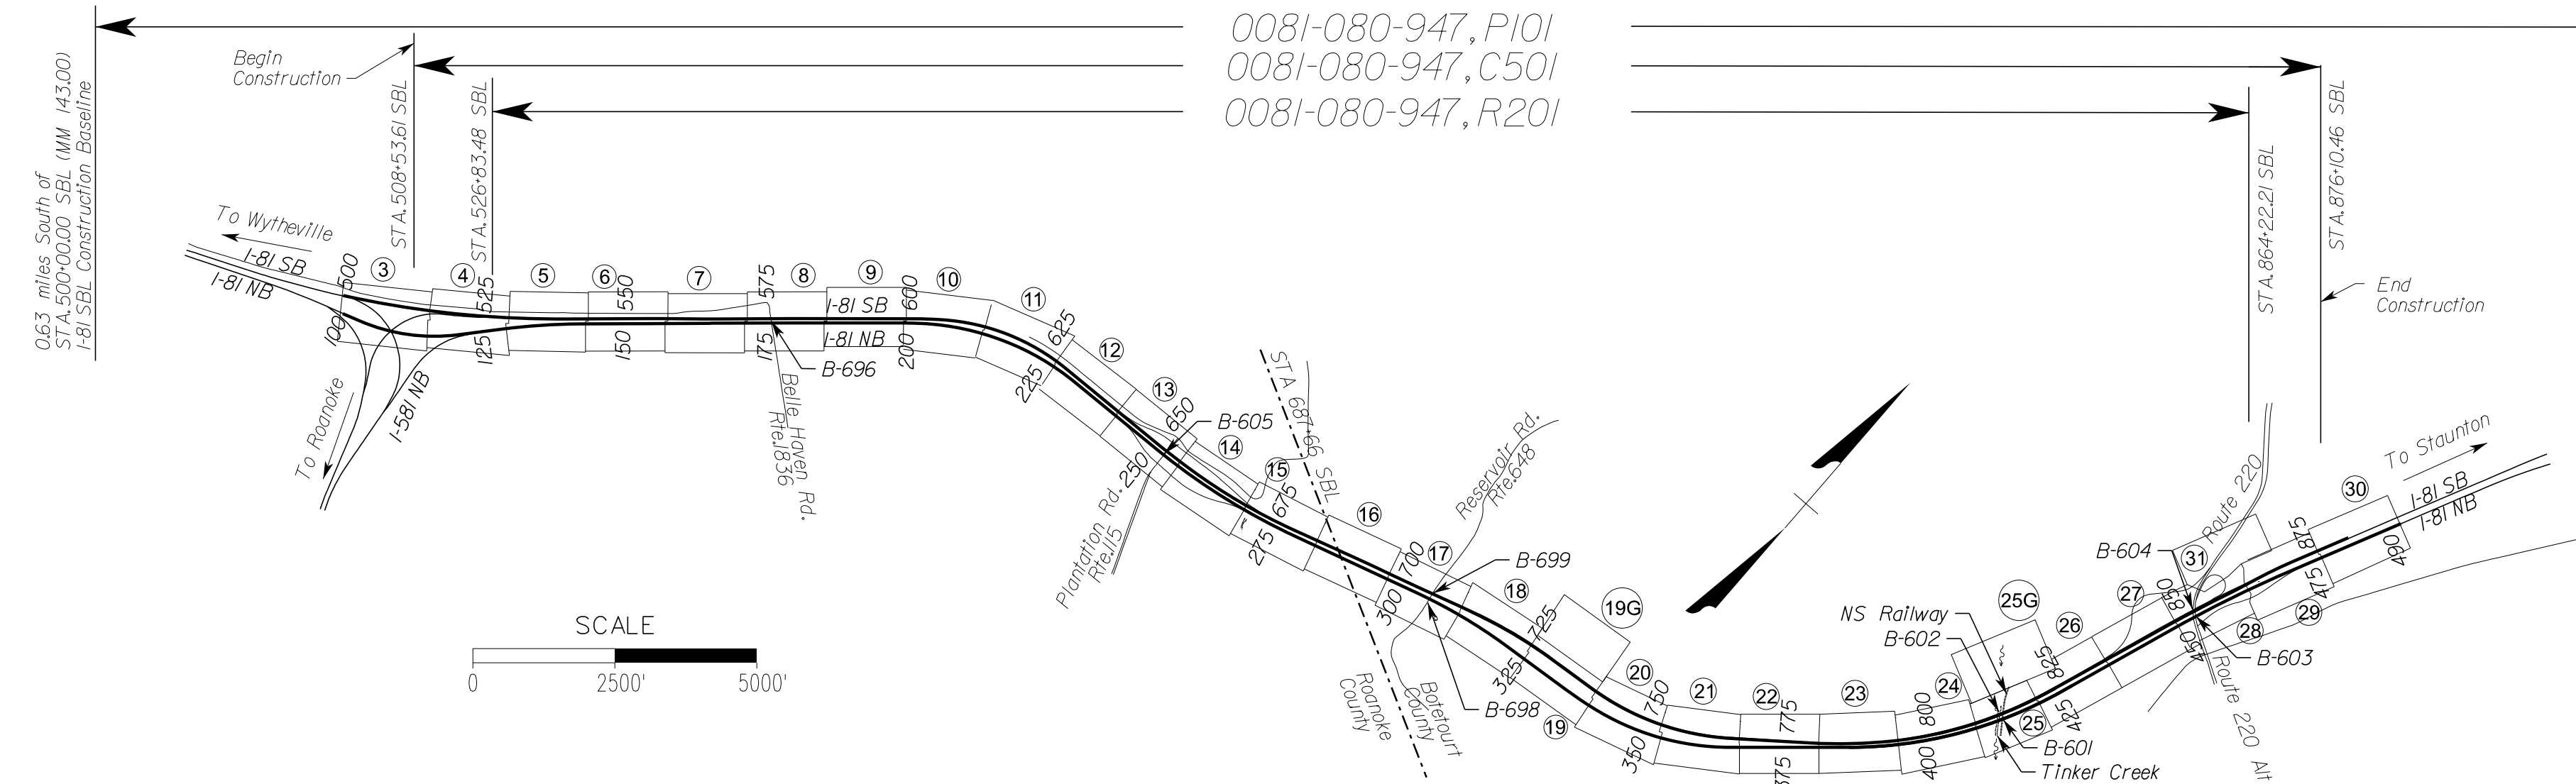 0081-080-947, P101
0081-080-947, C501
0081-080-947, R201
0.63 miles South of
STA. 500+00.00 SBL (MM 143.00)
I-81 SBL Construction Baseline
Begin
Construction
STA. 508+53.61 SBL
STA. 526+83.48 SBL
STA. 864+22.21 SBL
STA. 876+10.46 SBL
End
Construction
To Wytheville
I-81 SB
I-81 NB
To Roanoke
I-581 NB
500
100
3
4
525
125
5
6
550
150
7
575
175
8
9
I-81 SB
I-81 NB
600
200
10
11
625
225
12
13
650
250
14
15
675
275
16
700
300
17
18
725
325
19G
19
20
750
350
21
22
775
375
23
800
400
24
25G
25
825
425
26
27
850
450
31
28
29
875
475
30
490
B-696
Belle Haven Rd.
Rte.1836
B-605
Plantation Rd.
Rte.115
STA 687+66 SBL
Reservoir Rd.
Rte.648
B-699
B-698
Roanoke
County
Botetourt
County
NS Railway
B-602
B-601
Tinker Creek
B-604
B-603
Route 220
Route 220 Alt
To Staunton
I-81 SB
I-81 NB
SCALE
0 2500' 5000'